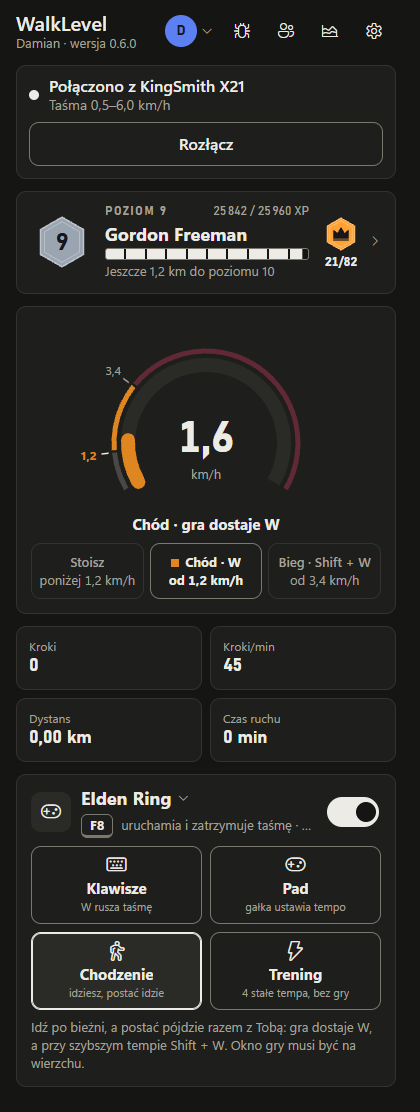 WalkLevel
Damian · wersja 0.6.0
D
Połączono z KingSmith X21
Taśma 0,5–6,0 km/h
Rozłącz
9
POZIOM 9
25 842 / 25 960 XP
Gordon Freeman
Jeszcze 1,2 km do poziomu 10
21/82
3,4
1,2
1,6
km/h
Chód · gra dostaje W
Stoisz
poniżej 1,2 km/h
Chód · W
od 1,2 km/h
Bieg · Shift + W
od 3,4 km/h
Kroki
0
Kroki/min
45
Dystans
0,00 km
Czas ruchu
0 min
Elden Ring
F8 uruchamia i zatrzymuje taśmę · ...
Klawisze
W rusza taśmę
Pad
gałka ustawia tempo
Chodzenie
idziesz, postać idzie
Trening
4 stałe tempa, bez gry
Idź po bieżni, a postać pójdzie razem z Tobą: gra dostaje W,
a przy szybszym tempie Shift + W. Okno gry musi być na
wierzchu.